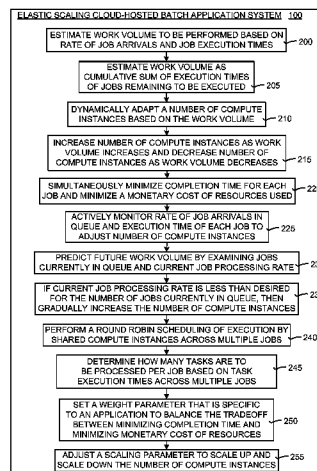 ELASTIC SCALING CLOUD-HOSTED BATCH APPLICATION SYSTEM 100
ESTIMATE WORK VOLUME TO BE PERFORMED BASED ON
RATE OF JOB ARRIVALS AND JOB EXECUTION TIMES
200
ESTIMATE WORK VOLUME AS
CUMULATIVE SUM OF EXECUTION TIMES
OF JOBS REMAINING TO BE EXECUTED
205
DYNAMICALLY ADAPT A NUMBER OF COMPUTE
INSTANCES BASED ON THE WORK VOLUME
210
INCREASE NUMBER OF COMPUTE INSTANCES AS WORK
VOLUME INCREASES AND DECREASE NUMBER OF
COMPUTE INSTANCES AS WORK VOLUME DECREASES
215
SIMULTANEOUSLY MINIMIZE COMPLETION TIME FOR EACH
JOB AND MINIMIZE A MONETARY COST OF RESOURCES USED
22
ACTIVELY MONITOR RATE OF JOB ARRIVALS IN
QUEUE AND EXECUTION TIME OF EACH JOB TO
ADJUST NUMBER OF COMPUTE INSTANCES
225
PREDICT FUTURE WORK VOLUME BY EXAMINING JOBS
CURRENTLY IN QUEUE AND CURRENT JOB PROCESSING RATE
23
IF CURRENT JOB PROCESSING RATE IS LESS THAN DESIRED
FOR THE NUMBER OF JOBS CURRENTLY IN QUEUE, THEN
GRADUALLY INCREASE THE NUMBER OF COMPUTE INSTANCES
23
PERFORM A ROUND ROBIN SCHEDULING OF EXECUTION BY
SHARED COMPUTE INSTANCES ACROSS MULTIPLE JOBS
240
DETERMINE HOW MANY TASKS ARE TO
BE PROCESSED PER JOB BASED ON TASK
EXECUTION TIMES ACROSS MULTIPLE JOBS
245
SET A WEIGHT PARAMETER THAT IS SPECIFIC
TO AN APPLICATION TO BALANCE THE TRADEOFF
BETWEEN MINIMIZING COMPLETION TIME AND
MINIMIZING MONETARY COST OF RESOURCES
250
ADJUST A SCALING PARAMETER TO SCALE UP AND
SCALE DOWN THE NUMBER OF COMPUTE INSTANCES
255